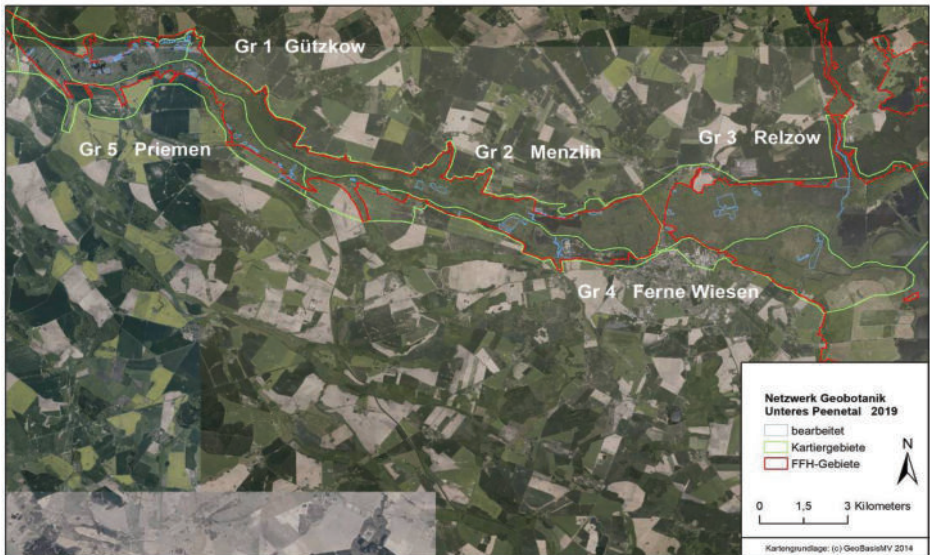 Gr 1 Gützkow
Gr 5 Priemen
Gr 2 Menzlin
Gr 3 Relzow
Gr 4 Ferne Wiesen
Netzwerk Geobotanik
Unteres Peenetal 2019
bearbeitet
Kartiergebiete
FFH-Gebiete
N
0 1,5 3 Kilometers
Kartengrundlage: (c) GeoBasisMV 2014